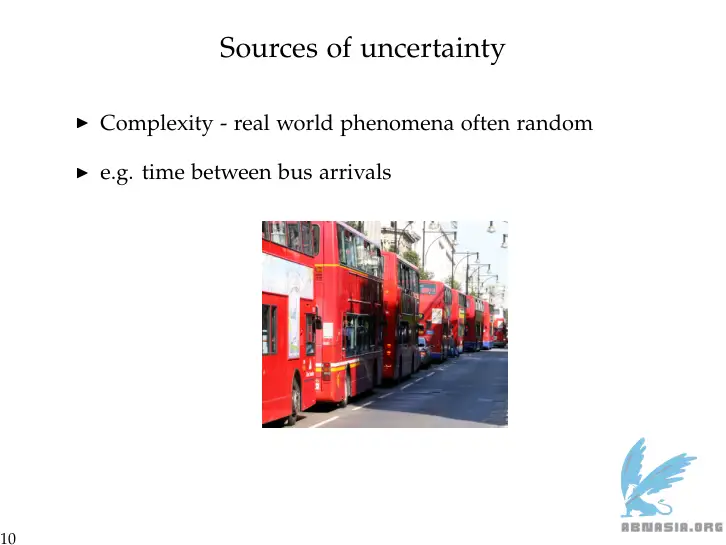 Sources of uncertainty
▶ Complexity - real world phenomena often random
▶ e.g. time between bus arrivals
ABMASIA.ORG
10